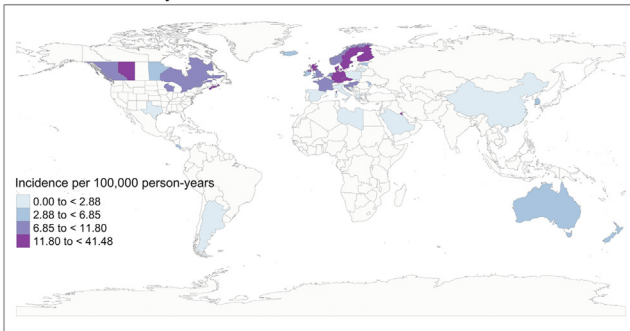 Incidence per 100,000 person-years
0.00 to < 2.88
2.88 to < 6.85
6.85 to < 11.80
11.80 to < 41.48